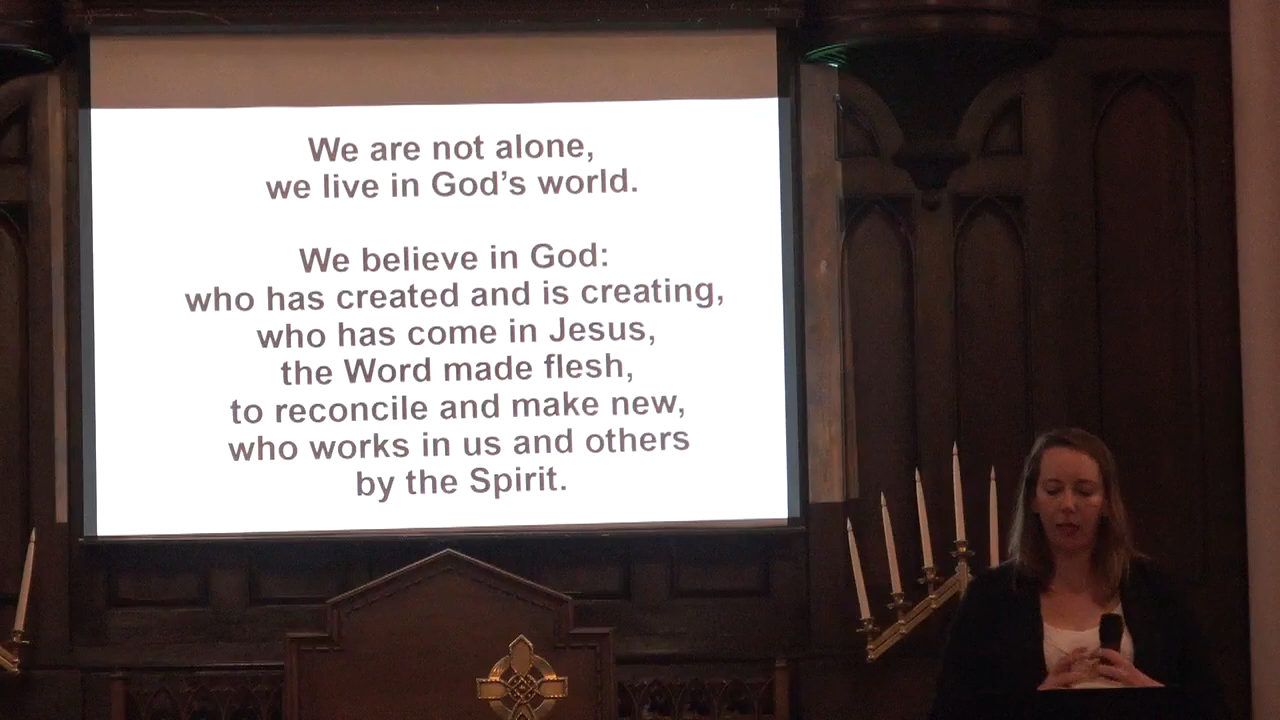 We are not alone,
we live in God’s world.
We believe in God:
who has created and is creating,
who has come in Jesus,
the Word made flesh,
to reconcile and make new,
who works in us and others
by the Spirit.